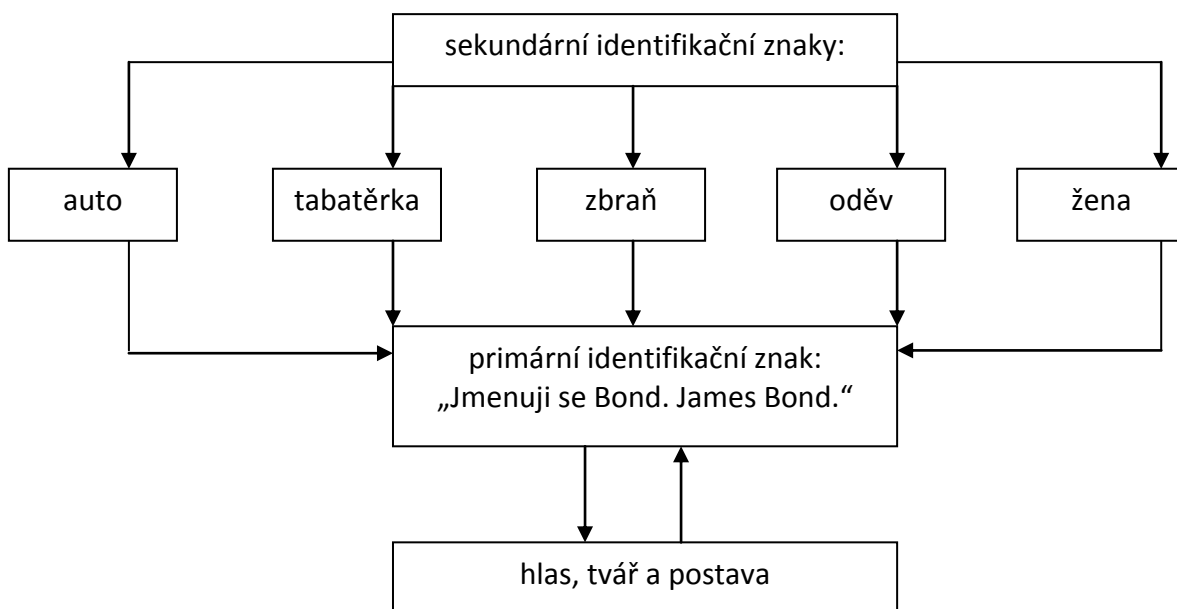 sekundární identifikační znaky:
auto
tabatěrka
zbraň
oděv
žena
primární identifikační znak:
„Jmenuji se Bond. James Bond.“
hlas, tvář a postava